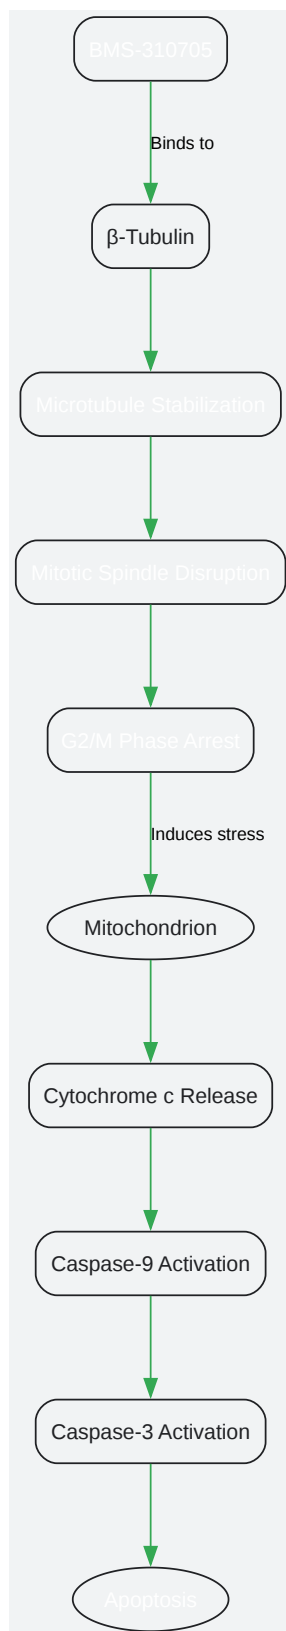 BMS-310705
Binds to
β-Tubulin
Microtubule Stabilization
Mitotic Spindle Disruption
G2/M Phase Arrest
Induces stress
Mitochondrion
Cytochrome c Release
Caspase-9 Activation
Caspase-3 Activation
Apoptosis